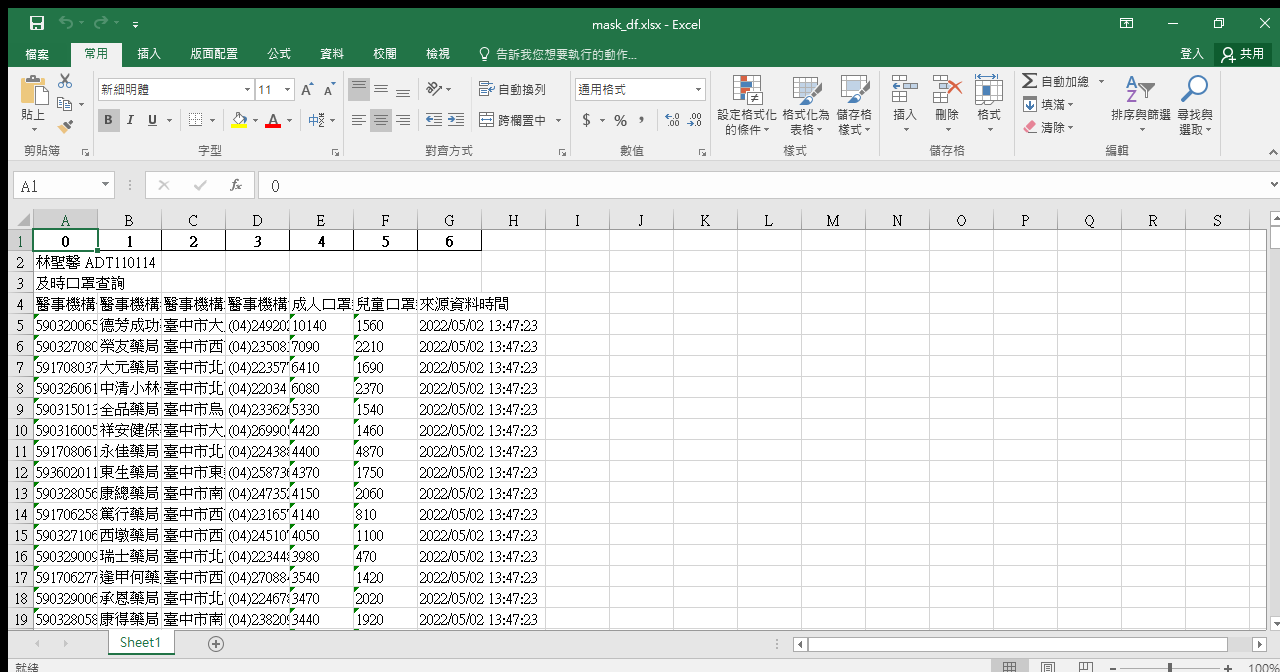 mask_df.xlsx - Excel
檔案 常用 插入 版面配置 公式 資料 校閱 檢視 告訴我您想要執行的動作... 登入 共用
新細明體 11 自動換列 通用格式 自動加總
貼上 B I U A 跨欄置中 $ % 設定格式化的條件 格式化為表格 儲存格樣式 插入 刪除 格式 填滿 清除 排序與篩選 尋找與選取
剪貼簿 字型 對齊方式 數值 樣式 儲存格 編輯
A1 fx 0
A B C D E F G H I J K L M N O P Q R S
1 0 1 2 3 4 5 6
2 林聖馨 ADT110114
3 及時口罩查詢
4 醫事機構 醫事機構 醫事機構 醫事機構 成人口罩 兒童口罩 來源資料時間
5 590320065 德芳成功 臺中市大 (04)24920 10140 1560 2022/05/02 13:47:23
6 590327080 榮友藥局 臺中市西 (04)23508 7090 2210 2022/05/02 13:47:23
7 591708037 大元藥局 臺中市北 (04)22357 6410 1690 2022/05/02 13:47:23
8 590326061 中清小林 臺中市北 (04)22034 6080 2370 2022/05/02 13:47:23
9 590315013 全品藥局 臺中市烏 (04)23362 5330 1540 2022/05/02 13:47:23
10 590316005 祥安健保 臺中市大 (04)26990 4420 1460 2022/05/02 13:47:23
11 591708061 永佳藥局 臺中市北 (04)22438 4400 4870 2022/05/02 13:47:23
12 593602011 東生藥局 臺中市東 (04)25873 4370 1750 2022/05/02 13:47:23
13 590328056 康總藥局 臺中市南 (04)24735 4150 2060 2022/05/02 13:47:23
14 591706258 篤行藥局 臺中市西 (04)23165 4140 810 2022/05/02 13:47:23
15 590327106 西墩藥局 臺中市西 (04)24510 4050 1100 2022/05/02 13:47:23
16 590329009 瑞士藥局 臺中市北 (04)22344 3980 470 2022/05/02 13:47:23
17 591706277 逢甲何藥 臺中市西 (04)27088 3540 1420 2022/05/02 13:47:23
18 590329006 承恩藥局 臺中市北 (04)22467 3470 2020 2022/05/02 13:47:23
19 590328058 康得藥局 臺中市南 (04)23820 3440 1920 2022/05/02 13:47:23
Sheet1
就緒 100%